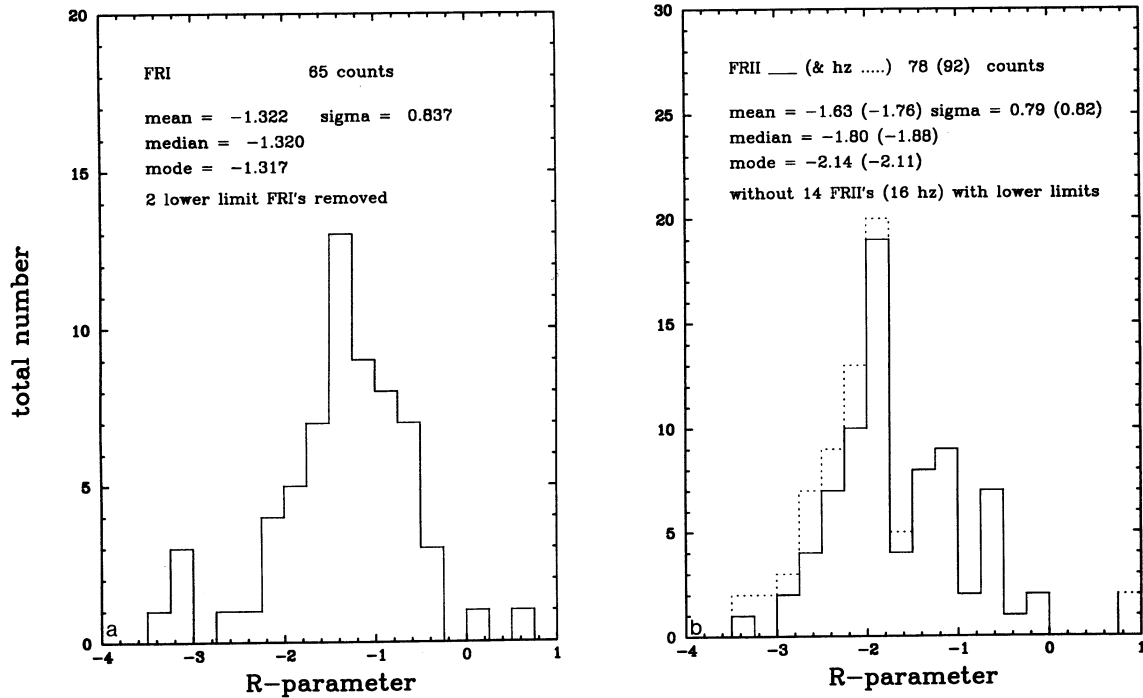 20
15
10
5
0
total number
FRI 65 counts
mean = −1.322 sigma = 0.837
median = −1.320
mode = −1.317
2 lower limit FRI's removed
a
−4 −3 −2 −1 0 1
R−parameter
30
25
20
15
10
5
0
FRII ___ (& hz .....) 78 (92) counts
mean = −1.63 (−1.76) sigma = 0.79 (0.82)
median = −1.80 (−1.88)
mode = −2.14 (−2.11)
without 14 FRII's (16 hz) with lower limits
b
−4 −3 −2 −1 0 1
R−parameter